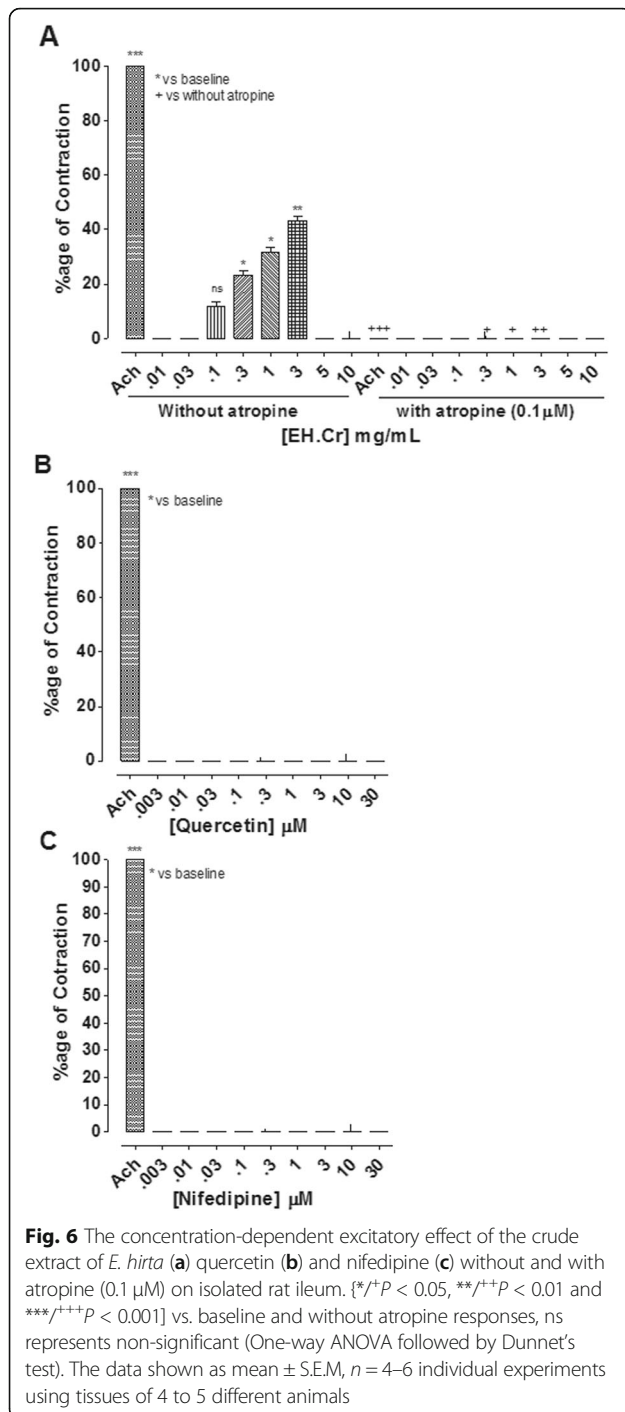 A
***
100
* vs baseline
+ vs without atropine
80
60
40
20
0
%age of Contraction
ns
*
*
**
+++
+
+
++
Ach .01 .03 .1 .3 1 3 5 10 Ach .01 .03 .1 .3 1 3 5 10
Without atropine with atropine (0.1µM)
[EH.Cr] mg/mL
B
***
100
* vs baseline
80
60
40
20
0
%age of Contraction
Ach .003 .01 .03 .1 .3 1 3 10 30
[Quercetin] µM
C
***
100
* vs baseline
90
80
70
60
50
40
30
20
10
0
%age of Cotraction
Ach .003 .01 .03 .1 .3 1 3 10 30
[Nifedipine] µM
Fig. 6 The concentration-dependent excitatory effect of the crude
extract of E. hirta (a) quercetin (b) and nifedipine (c) without and with
atropine (0.1 µM) on isolated rat ileum. {*/+P < 0.05, **/++P < 0.01 and
***/+++P < 0.001] vs. baseline and without atropine responses, ns
represents non-significant (One-way ANOVA followed by Dunnet's
test). The data shown as mean ± S.E.M, n = 4–6 individual experiments
using tissues of 4 to 5 different animals